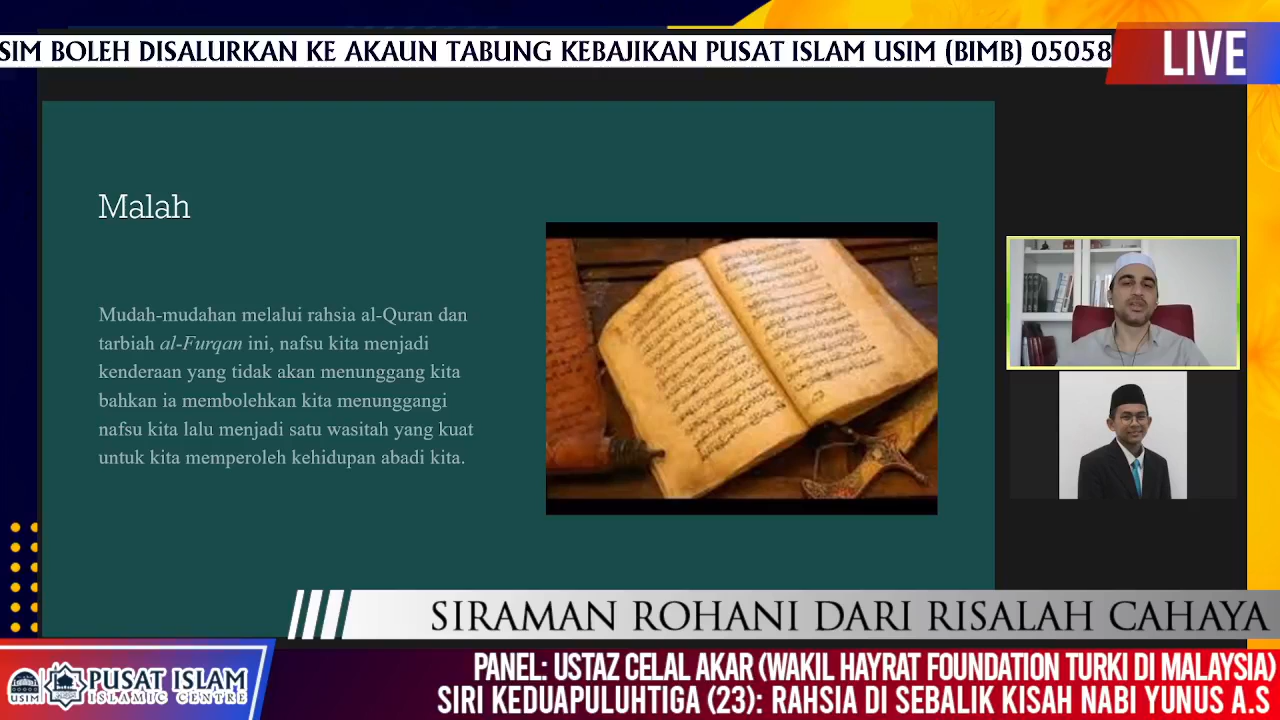 SIM BOLEH DISALURKAN KE AKAUN TABUNG KEBAJIKAN PUSAT ISLAM USIM (BIMB) 05058
LIVE
Malah
Mudah-mudahan melalui rahsia al-Quran dan
tarbiah al-Furqan ini, nafsu kita menjadi
kenderaan yang tidak akan menunggang kita
bahkan ia membolehkan kita menunggangi
nafsu kita lalu menjadi satu wasitah yang kuat
untuk kita memperoleh kehidupan abadi kita.
SIRAMAN ROHANI DARI RISALAH CAHAYA
USIM
PUSAT ISLAM
ISLAMIC CENTRE
PANEL: USTAZ CELAL AKAR (WAKIL HAYRAT FOUNDATION TURKI DI MALAYSIA)
SIRI KEDUAPULUHTIGA (23): RAHSIA DI SEBALIK KISAH NABI YUNUS A.S